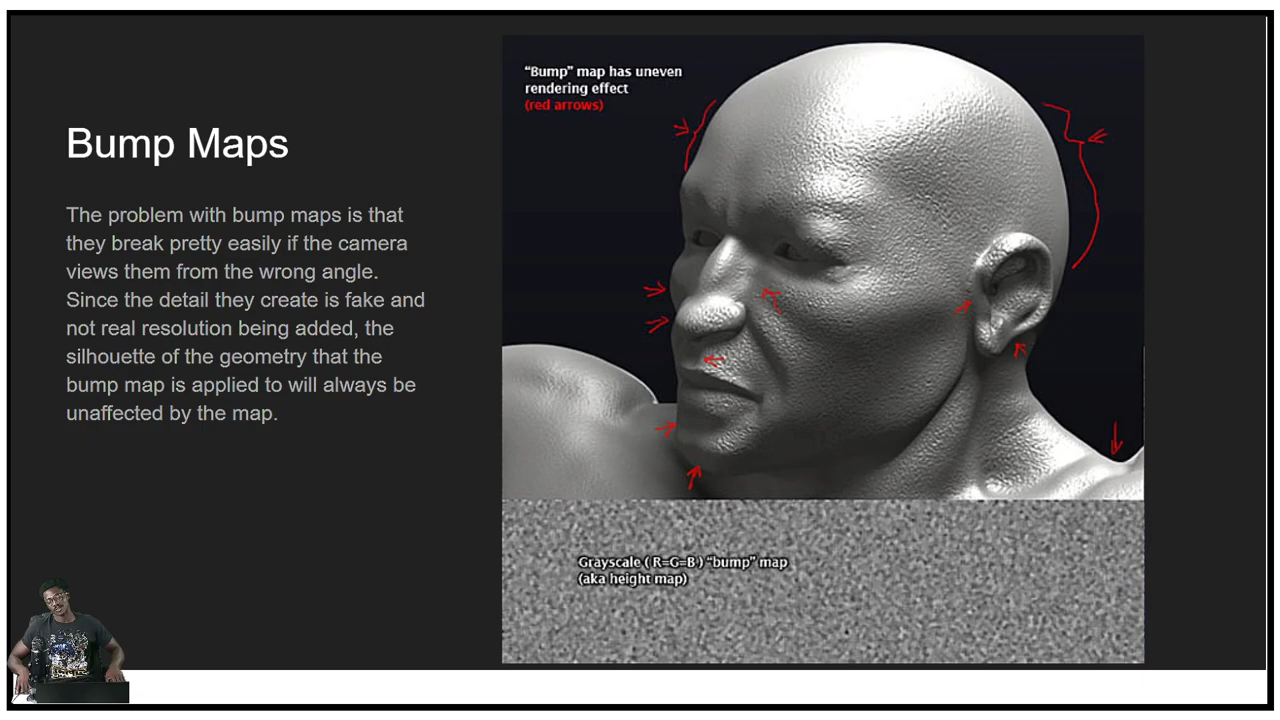 Bump Maps
The problem with bump maps is that
they break pretty easily if the camera
views them from the wrong angle.
Since the detail they create is fake and
not real resolution being added, the
silhouette of the geometry that the
bump map is applied to will always be
unaffected by the map.
“Bump” map has uneven
rendering effect
(red arrows)
Grayscale ( R=G=B ) “bump” map
(aka height map)